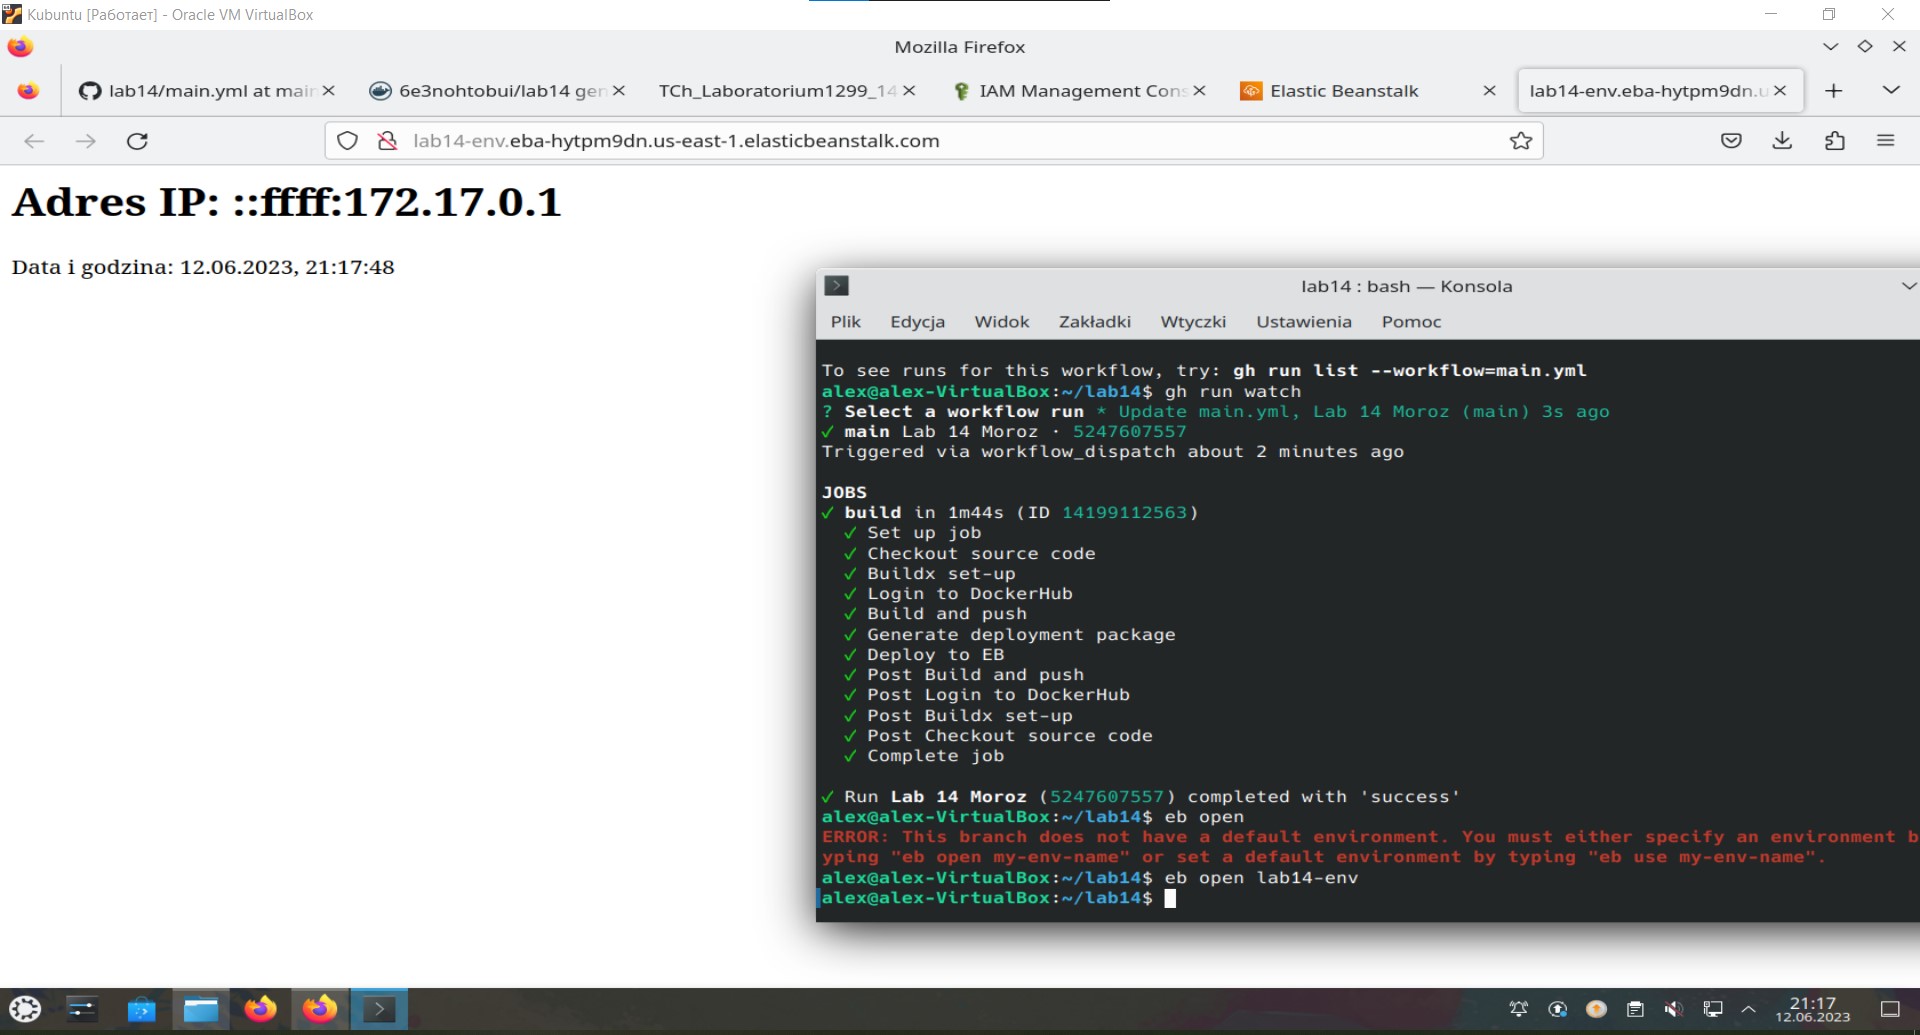 Kubuntu [Работает] - Oracle VM VirtualBox
Mozilla Firefox
lab14/main.yml at main
6e3nohtobui/lab14 gen
TCh_Laboratorium1299_14
IAM Management Cons
Elastic Beanstalk
lab14-env.eba-hytpm9dn.u
lab14-env.eba-hytpm9dn.us-east-1.elasticbeanstalk.com
Adres IP: ::ffff:172.17.0.1
Data i godzina: 12.06.2023, 21:17:48
lab14 : bash — Konsola
Plik Edycja Widok Zakładki Wtyczki Ustawienia Pomoc
To see runs for this workflow, try: gh run list --workflow=main.yml
alex@alex-VirtualBox:~/lab14$ gh run watch
? Select a workflow run * Update main.yml, Lab 14 Moroz (main) 3s ago
✓ main Lab 14 Moroz · 5247607557
Triggered via workflow_dispatch about 2 minutes ago
JOBS
✓ build in 1m44s (ID 14199112563)
✓ Set up job
✓ Checkout source code
✓ Buildx set-up
✓ Login to DockerHub
✓ Build and push
✓ Generate deployment package
✓ Deploy to EB
✓ Post Build and push
✓ Post Login to DockerHub
✓ Post Buildx set-up
✓ Post Checkout source code
✓ Complete job
✓ Run Lab 14 Moroz (5247607557) completed with 'success'
alex@alex-VirtualBox:~/lab14$ eb open
ERROR: This branch does not have a default environment. You must either specify an environment b
yping "eb open my-env-name" or set a default environment by typing "eb use my-env-name".
alex@alex-VirtualBox:~/lab14$ eb open lab14-env
alex@alex-VirtualBox:~/lab14$
21:17
12.06.2023